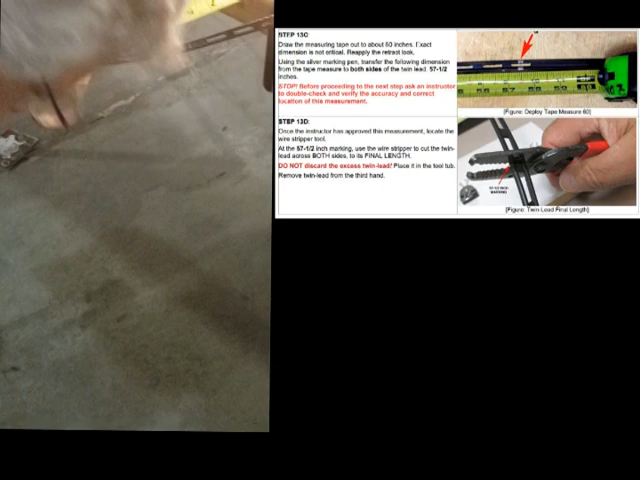 STEP 13C:
Draw the measuring tape out to about 60 inches. Exact
dimension is not critical. Reapply the retract lock.
Using the silver marking pen, transfer the following dimension
from the tape measure to both sides of the twin lead: 57-1/2
inches.
STOP! Before proceeding to the next step ask an instructor
to double-check and verify the accuracy and correct
location of this measurement.
[Figure: Deploy Tape Measure 60]
STEP 13D:
Once the instructor has approved this measurement, locate the
wire stripper tool.
At the 57-1/2 inch marking, use the wire stripper to cut the twin-
lead across BOTH sides, to its FINAL LENGTH.
DO NOT discard the excess twin-lead! Place it in the tool tub.
Remove twin-lead from the third hand.
57-1/2 INCH
MARKING
[Figure: Twin Lead Final Length]